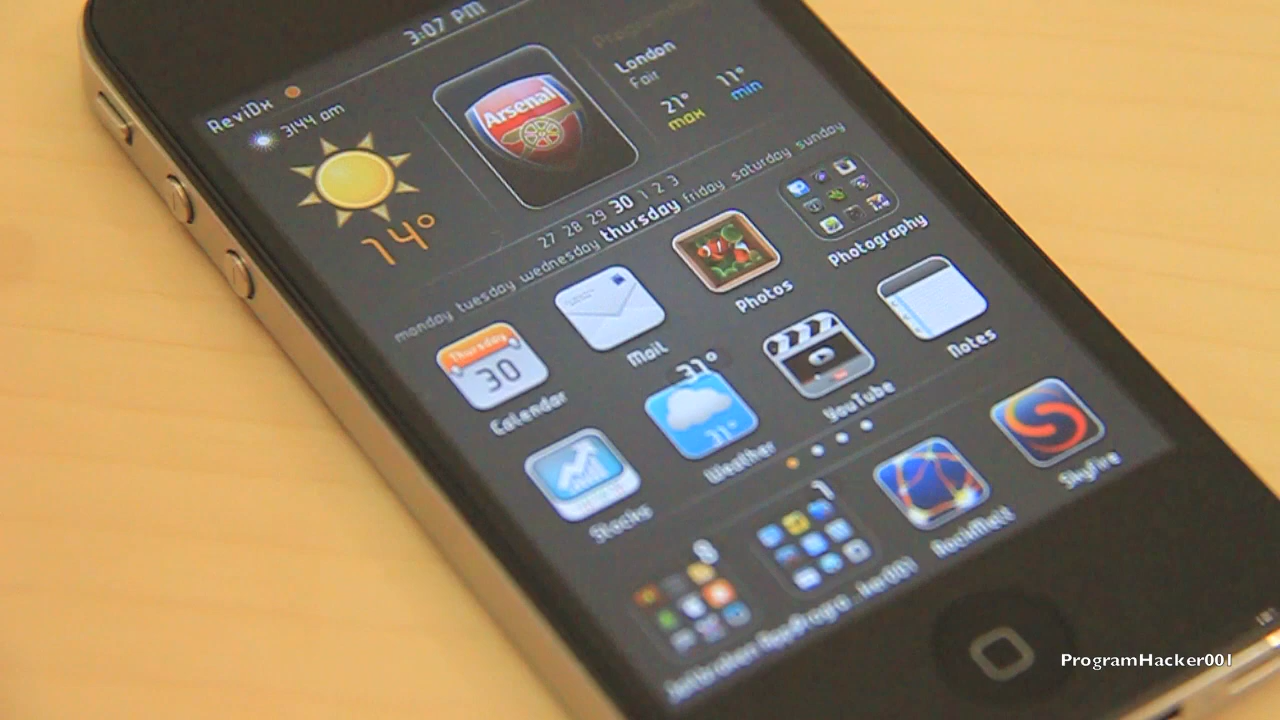 3:07 PM
ReviDx
3:44 am
14°
Arsenal
London
Fair
21°
max
11°
min
27 28 29 30 1 2 3
monday tuesday wednesday thursday friday saturday sunday
Thursday
30
Calendar
Mail
Photos
Photography
Stocks
31°
31°
Weather
YouTube
Notes
8
7
RockMelt
Skyfire
ProgramHacker001